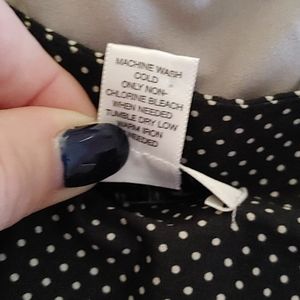 MACHINE WASH
COLD
ONLY NON-
CHLORINE BLEACH
WHEN NEEDED
TUMBLE DRY LOW
WARM IRON
NEEDED